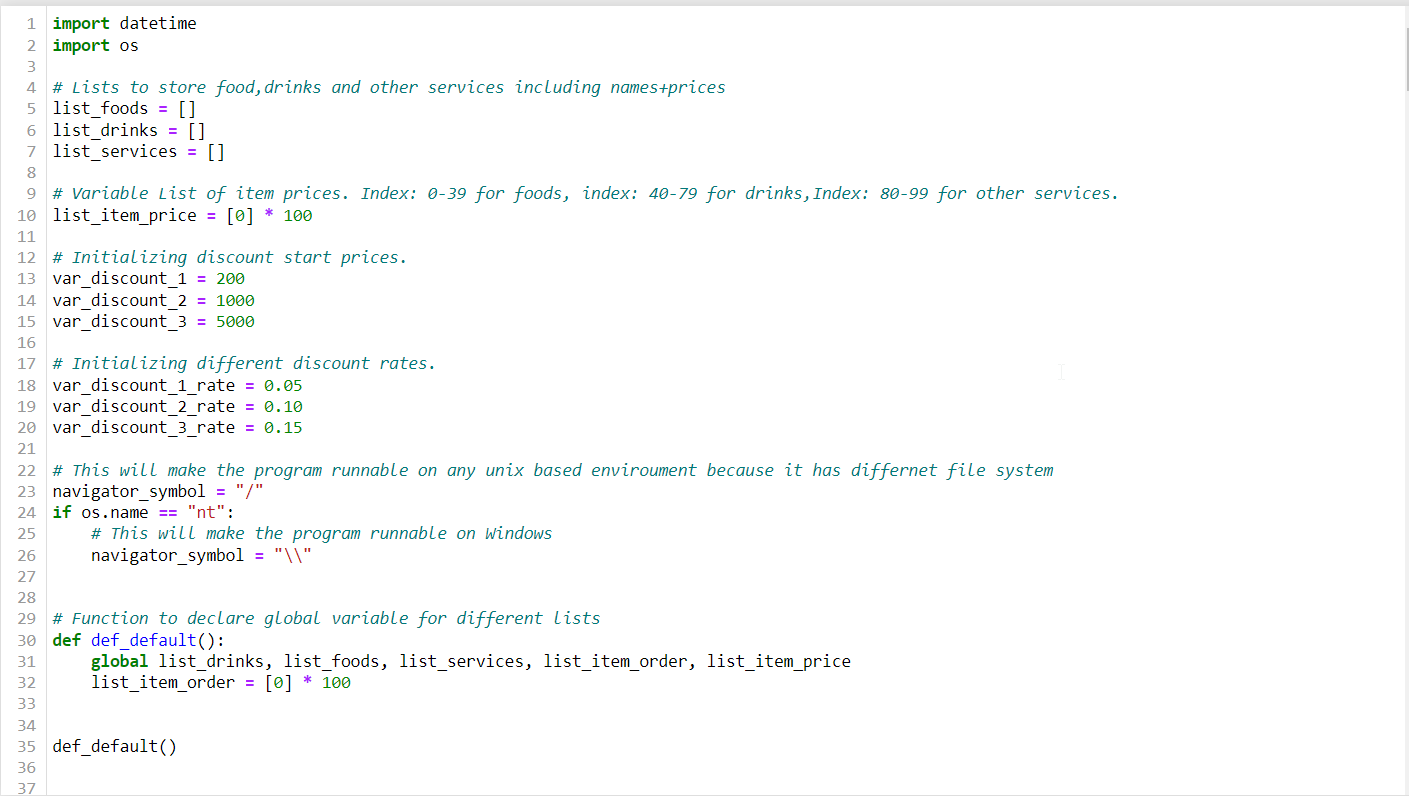 1 import datetime
2 import os
3
4 # Lists to store food,drinks and other services including names+prices
5 list_foods = []
6 list_drinks = []
7 list_services = []
8
9 # Variable List of item prices. Index: 0-39 for foods, index: 40-79 for drinks,Index: 80-99 for other services.
10 list_item_price = [0] * 100
11
12 # Initializing discount start prices.
13 var_discount_1 = 200
14 var_discount_2 = 1000
15 var_discount_3 = 5000
16
17 # Initializing different discount rates.
18 var_discount_1_rate = 0.05
19 var_discount_2_rate = 0.10
20 var_discount_3_rate = 0.15
21
22 # This will make the program runnable on any unix based enviroument because it has differnet file system
23 navigator_symbol = "/"
24 if os.name == "nt":
25     # This will make the program runnable on Windows
26     navigator_symbol = "\\"
27
28
29 # Function to declare global variable for different lists
30 def def_default():
31     global list_drinks, list_foods, list_services, list_item_order, list_item_price
32     list_item_order = [0] * 100
33
34
35 def_default()
36
37